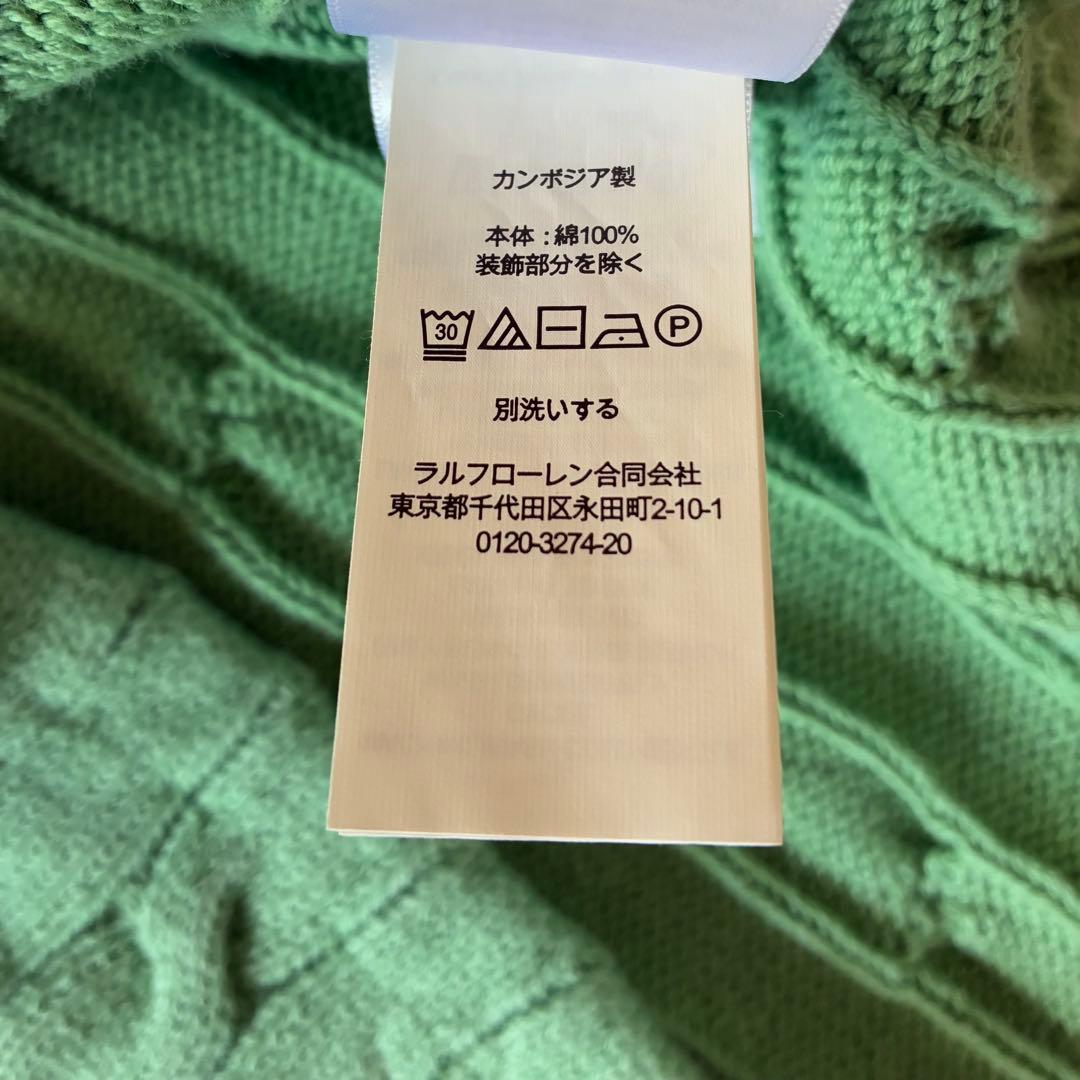 カンボジア製
本体 : 綿100%
装飾部分を除く
30 P
別洗いする
ラルフローレン合同会社
東京都千代田区永田町2-10-1
0120-3274-20